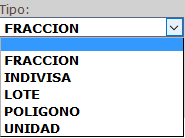 Tipo:
FRACCION
FRACCION
INDIVISA
LOTE
POLIGONO
UNIDAD